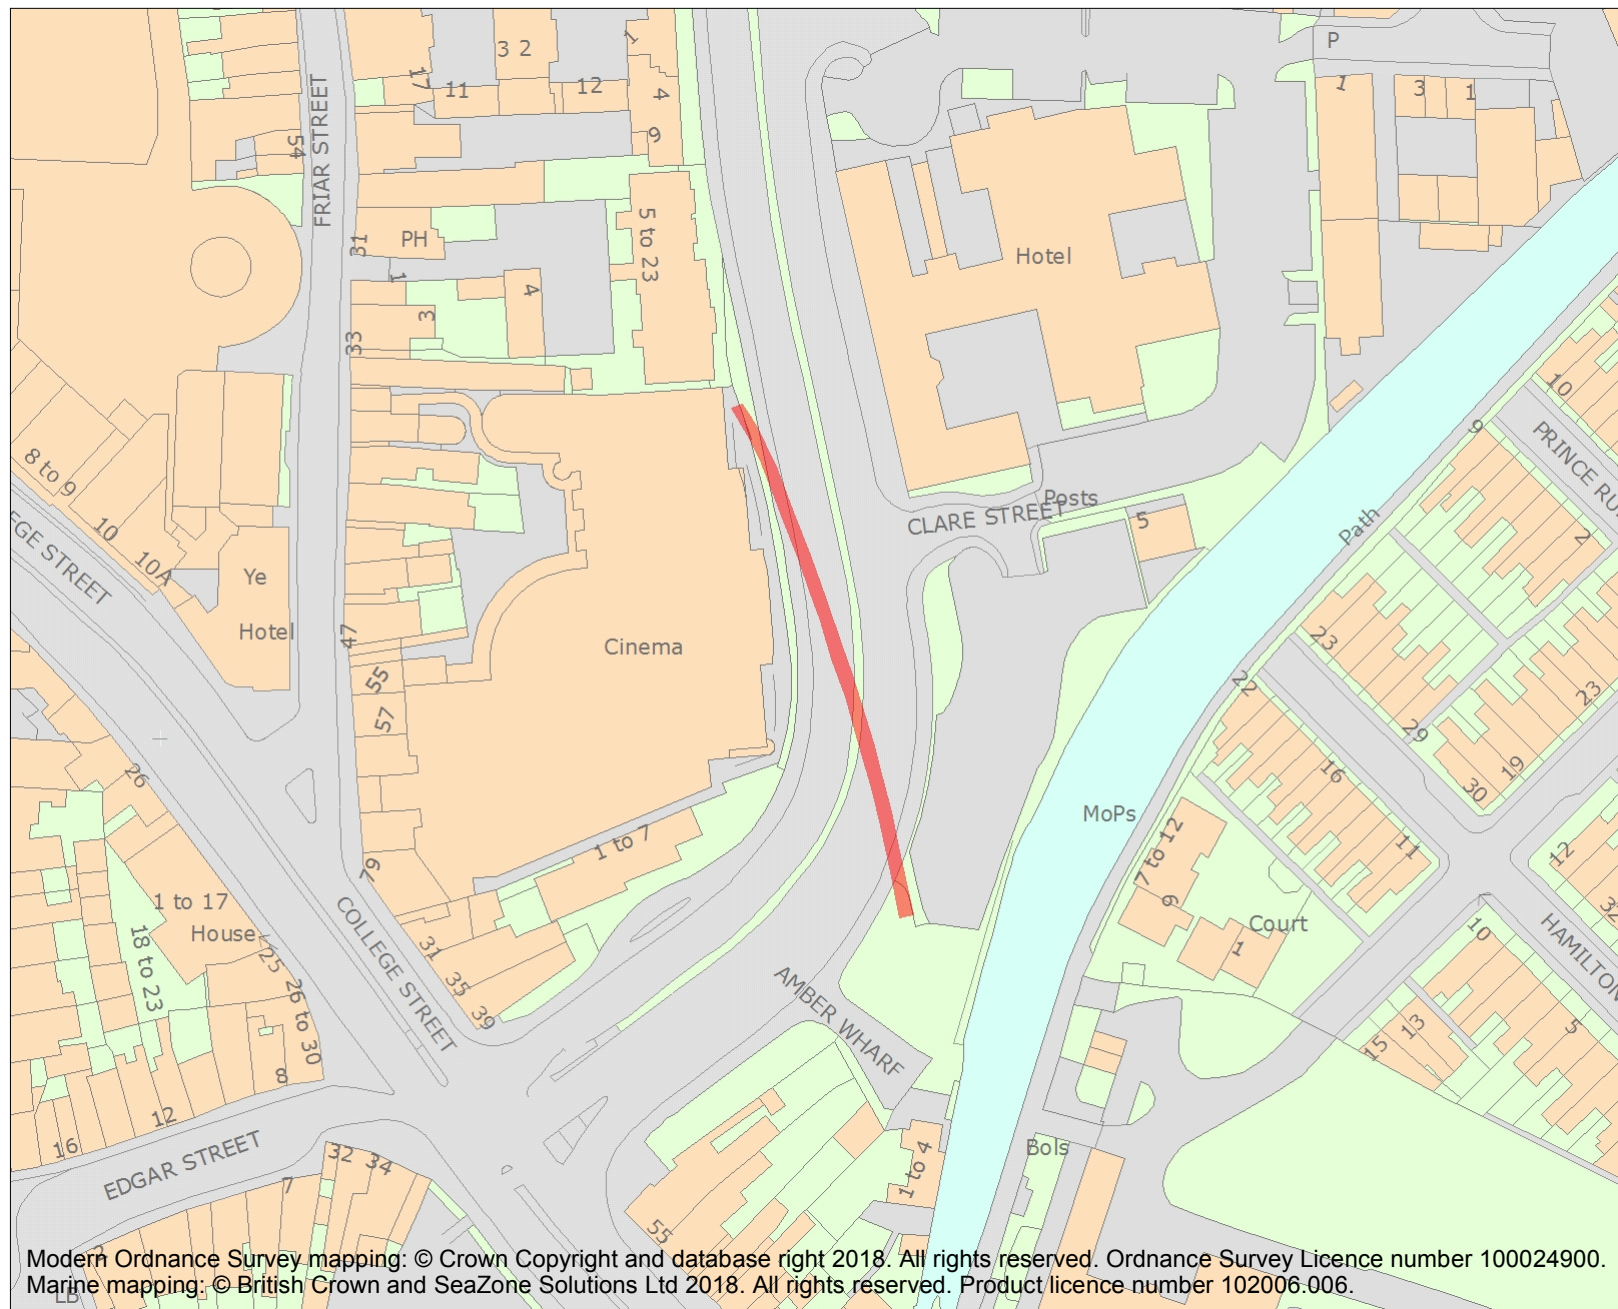 FRIAR STREET
54
17
11
3 2
12
1
4
9
P
1
3
1
31
PH
1
3
4
33
5 to 23
Hotel
8 to 9
10
10A
Ye
Hotel
EGE STREET
47
55
57
79
Cinema
CLARE STREET
Posts
5
Path
10
9
PRINCE RU
2
23
22
29
23
19
30
16
11
12
32
MoPs
7 to 12
9
Court
1
10
HAMILTON
5
13
15
26
1 to 17
House
18 to 23
25
26 to 30
8
12
16
COLLEGE STREET
31
35
39
1 to 7
AMBER WHARF
EDGAR STREET
32
34
7
2
LB
55
1 to 4
Bols
Modern Ordnance Survey mapping: © Crown Copyright and database right 2018. All rights reserved. Ordnance Survey Licence number 100024900.
Marine mapping: © British Crown and SeaZone Solutions Ltd 2018. All rights reserved. Product licence number 102006.006.